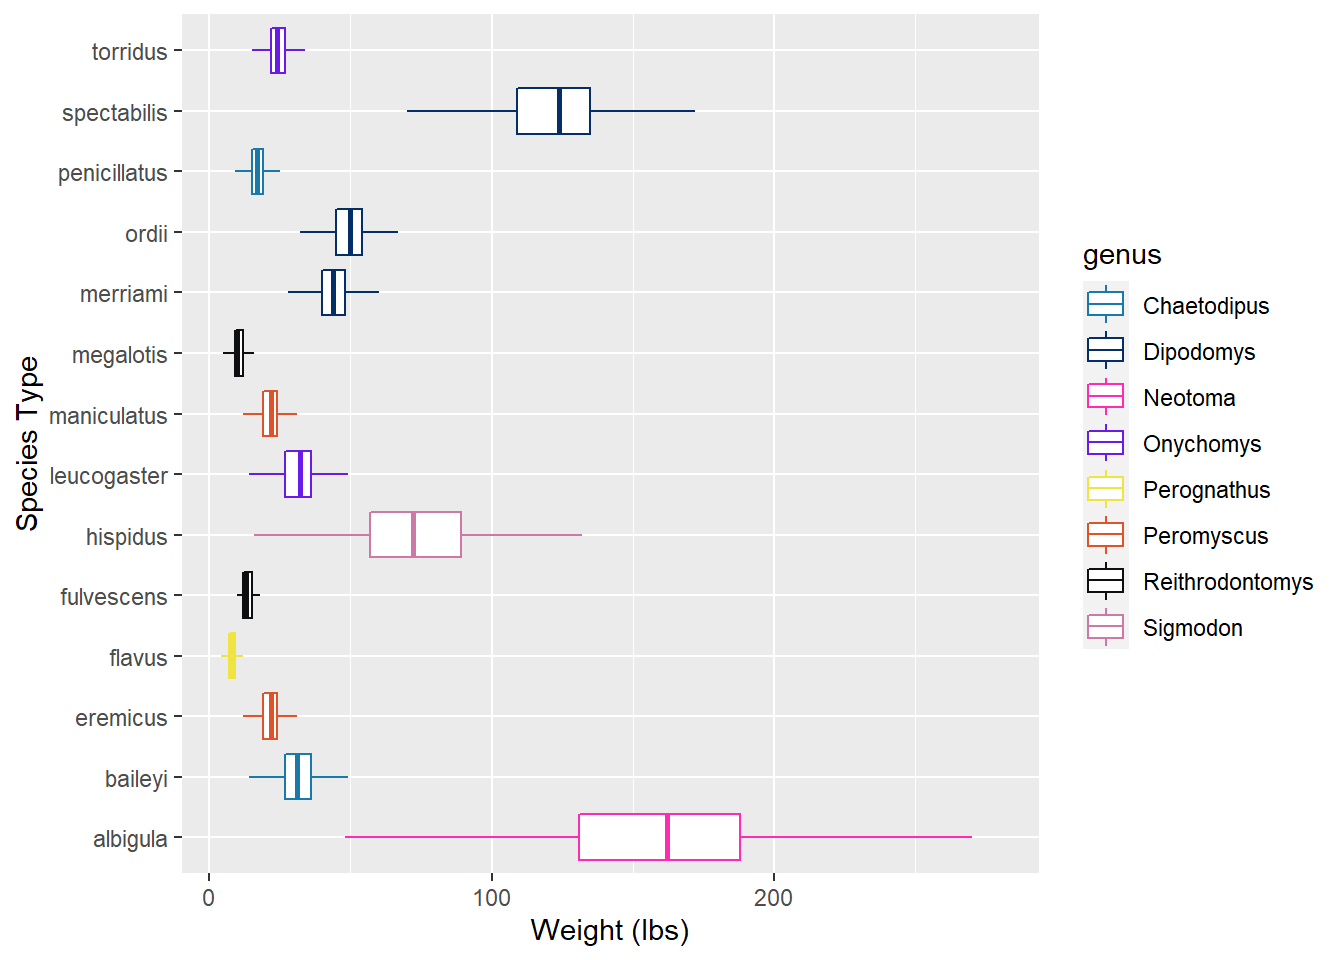 Species Type
torridus
spectabilis
penicillatus
ordii
merriami
megalotis
maniculatus
leucogaster
hispidus
fulvescens
flavus
eremicus
baileyi
albigula
0
100
200
Weight (lbs)
genus
Chaetodipus
Dipodomys
Neotoma
Onychomys
Perognathus
Peromyscus
Reithrodontomys
Sigmodon